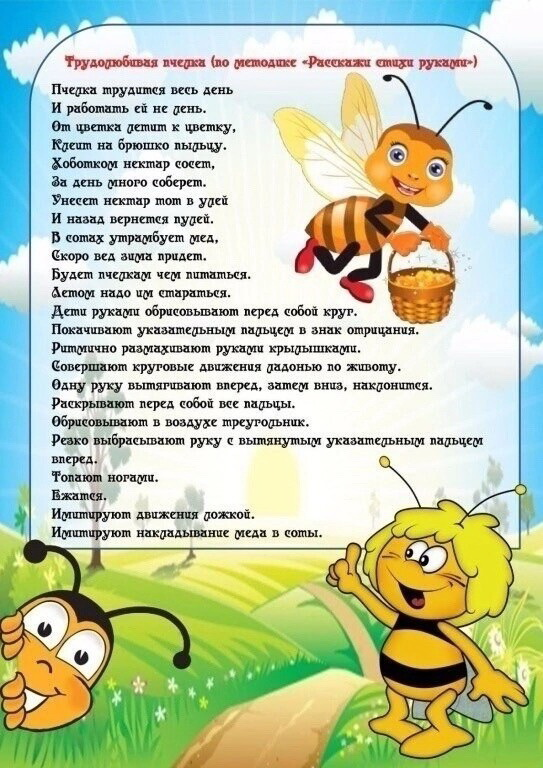 Трудолюбивая пчелка (по методике «Расскажи стихи руками»)
Пчелка трудится весь день
И работать ей не лень.
От цветка летит к цветку,
Клеит на брюшко пыльцу.
Хоботком нектар сосет,
За день много соберет.
Унесет нектар тот в улей
И назад вернется пулей.
В сотах утрамбует мед,
Скоро вед зима придет.
Будет пчелкам чем питаться.
Летом надо им стараться.
Дети руками обрисовывают перед собой круг.
Покачивают указательным пальцем в знак отрицания.
Ритмично размахивают руками крылышками.
Совершают круговые движения ладонью по животу.
Одну руку вытягивают вперед, затем вниз, наклонится.
Раскрывают перед собой все пальцы.
Обрисовывают в воздухе треугольник.
Резко выбрасывают руку с вытянутым указательным пальцем
вперед.
Топают ногами.
Ежатся.
Имитируют движения ложкой.
Имитируют накладывание меда в соты.